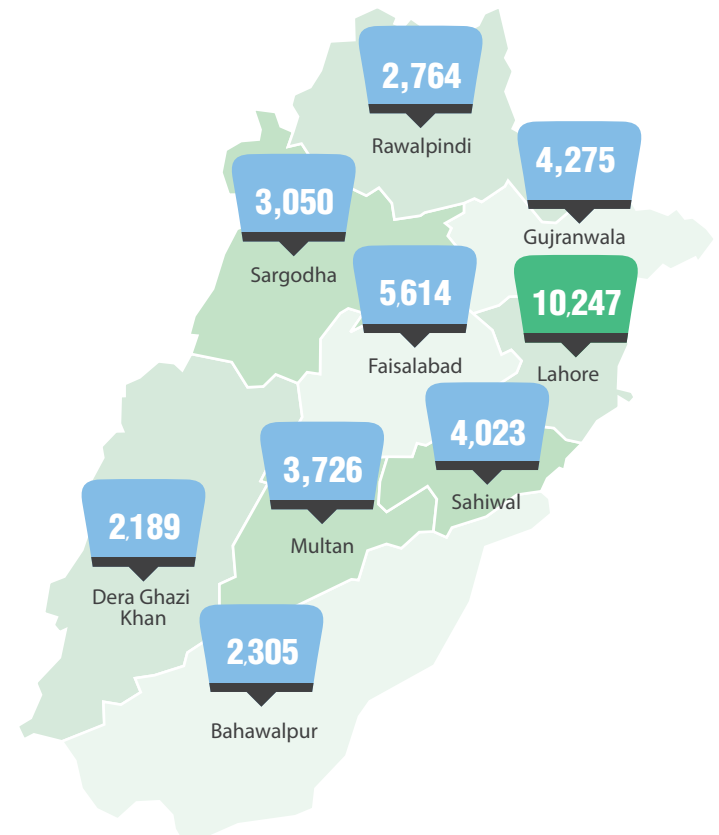 2,764
Rawalpindi
4,275
Gujranwala
3,050
Sargodha
5,614
Faisalabad
10,247
Lahore
4,023
Sahiwal
3,726
Multan
2,189
Dera Ghazi
Khan
2,305
Bahawalpur